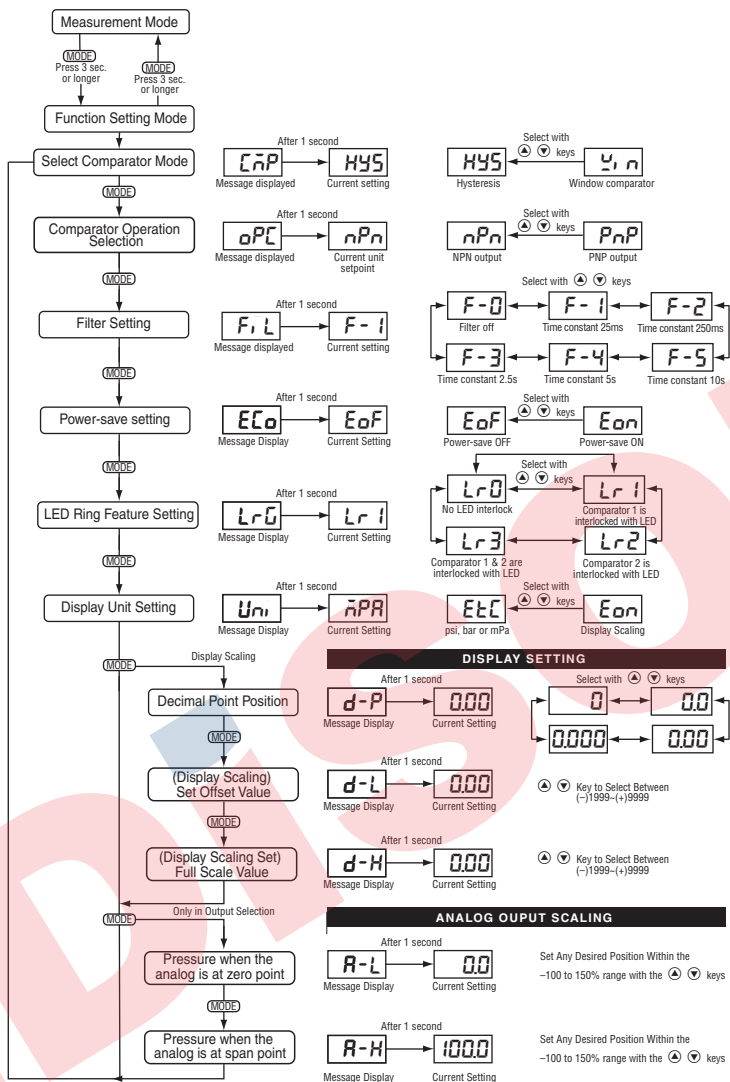 Measurement Mode
MODE
Press 3 sec.
or longer
MODE
Press 3 sec.
or longer
Function Setting Mode
Select Comparator Mode
After 1 second
CMP
HYS
Message displayed
Current setting
Select with
keys
HYS
Win
Hysteresis
Window comparator
MODE
Comparator Operation
Selection
After 1 second
oPC
nPn
Message displayed
Current unit
setpoint
Select with
keys
nPn
PnP
NPN output
PNP output
MODE
Filter Setting
After 1 second
FiL
F-1
Message displayed
Current setting
Select with keys
F-0
F-1
F-2
Filter off
Time constant 25ms
Time constant 250ms
F-3
F-4
F-5
Time constant 2.5s
Time constant 5s
Time constant 10s
MODE
Power-save setting
After 1 second
ECo
EoF
Message Display
Current Setting
Select with
keys
EoF
Eon
Power-save OFF
Power-save ON
MODE
LED Ring Feature Setting
After 1 second
LrG
Lr1
Message Display
Current Setting
Select with
keys
Lr0
Lr1
No LED interlock
Comparator 1 is
interlocked with LED
Lr3
Lr2
Comparator 1 & 2 are
interlocked with LED
Comparator 2 is
interlocked with LED
MODE
Display Unit Setting
After 1 second
Uni
MPA
Message Display
Current Setting
Select with
keys
EtC
Eon
psi, bar or mPa
Display Scaling
MODE
Display Scaling
DISPLAY SETTING
Decimal Point Position
After 1 second
d-P
0.00
Message Display
Current Setting
Select with keys
0
0.0
0.000
0.00
MODE
(Display Scaling)
Set Offset Value
After 1 second
d-L
0.00
Message Display
Current Setting
Key to Select Between
(–)1999~(+)9999
MODE
(Display Scaling Set)
Full Scale Value
After 1 second
d-H
0.00
Message Display
Current Setting
Key to Select Between
(–)1999~(+)9999
MODE
Only in Output Selection
ANALOG OUPUT SCALING
Pressure when the
analog is at zero point
After 1 second
A-L
0.0
Message Display
Current Setting
Set Any Desired Position Within the
–100 to 150% range with the keys
MODE
Pressure when the
analog is at span point
After 1 second
A-H
100.0
Message Display
Current Setting
Set Any Desired Position Within the
–100 to 150% range with the keys